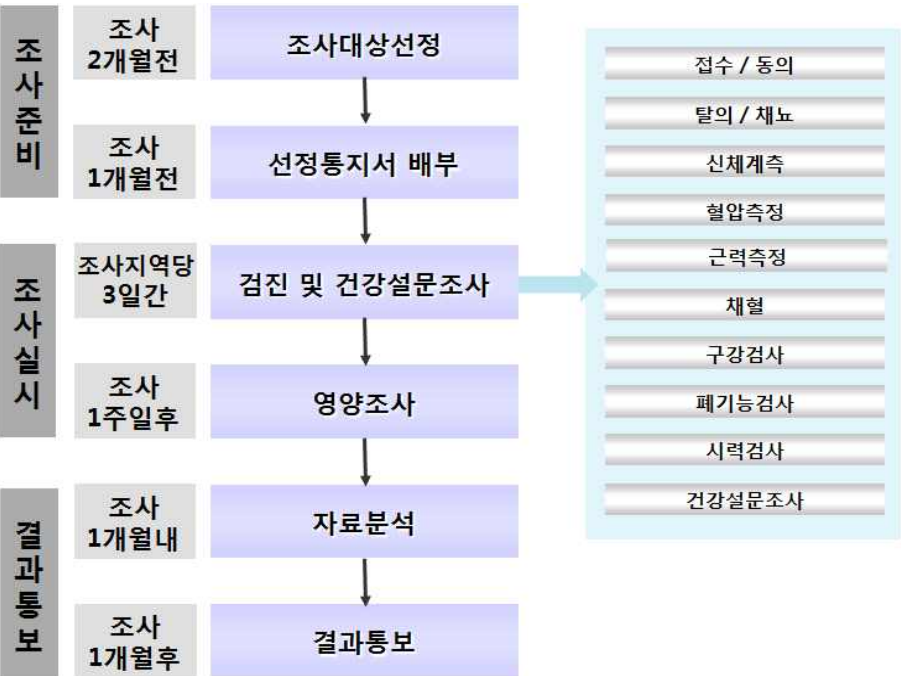 조사준비
조사
2개월전
조사대상선정
조사
1개월전
선정통지서 배부
조사실시
조사지역당
3일간
검진 및 건강설문조사
조사
1주일후
영양조사
결과통보
조사
1개월내
자료분석
조사
1개월후
결과통보
접수 / 동의
탈의 / 채뇨
신체계측
혈압측정
근력측정
채혈
구강검사
폐기능검사
시력검사
건강설문조사